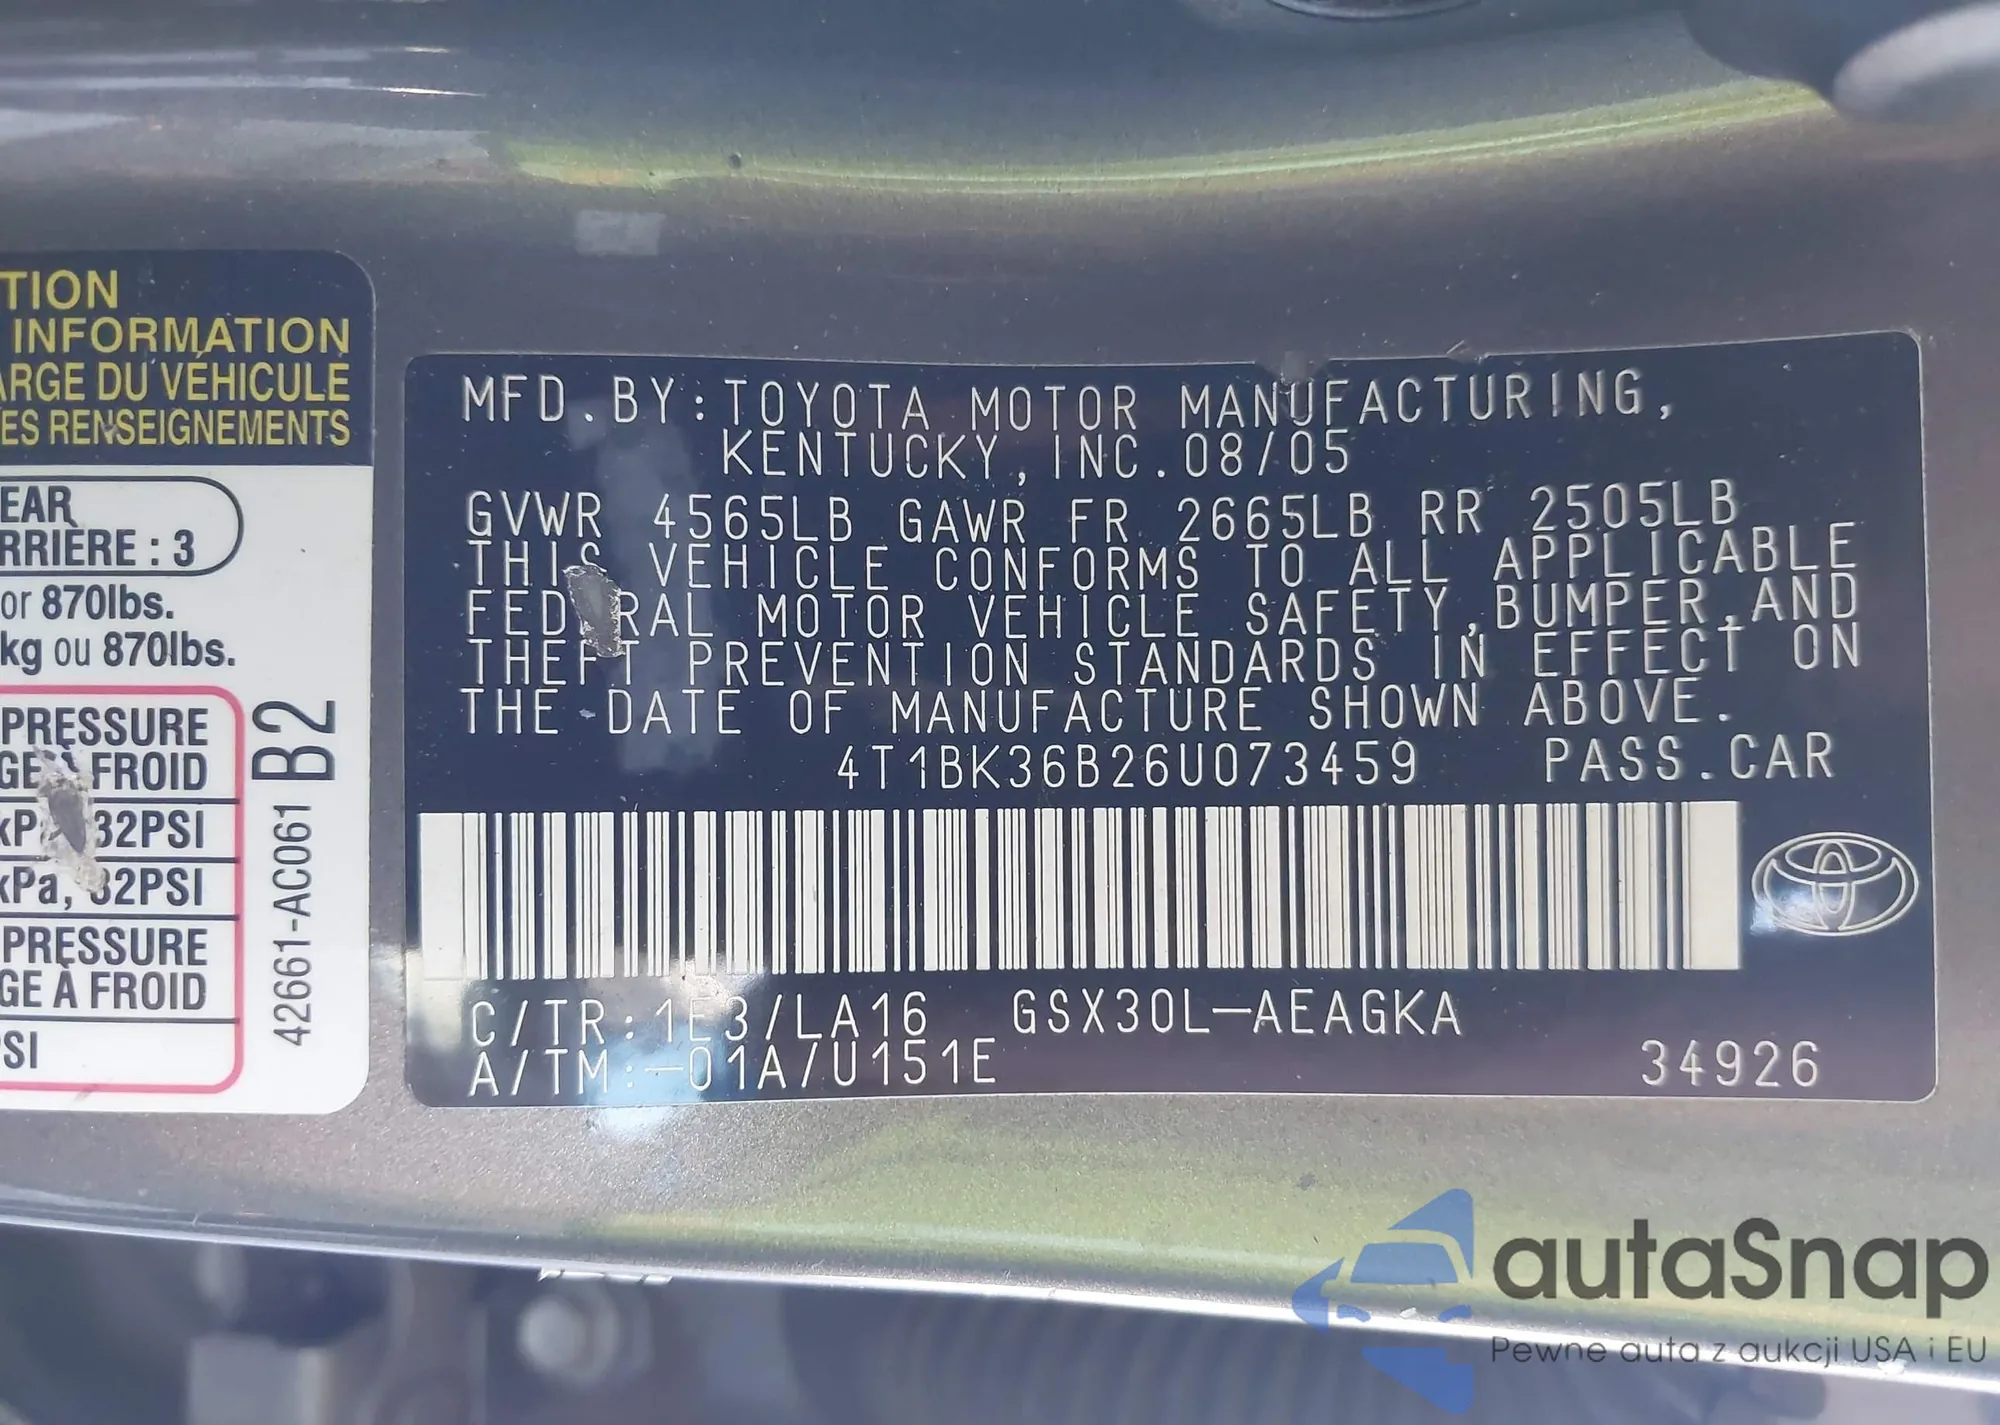 TION
INFORMATION
ARGE DU VÉHICULE
ES RENSEIGNEMENTS
EAR
RRIÈRE : 3
or 870lbs.
kg ou 870lbs.
PRESSURE
GE À FROID
kPa, 32PSI
kPa, 32PSI
PRESSURE
GE À FROID
PSI
42661-AC061 B2
MFD.BY:TOYOTA MOTOR MANUFACTURING,
KENTUCKY,INC.08/05
GVWR 4565LB GAWR FR 2665LB RR 2505LB
THIS VEHICLE CONFORMS TO ALL APPLICABLE
FEDERAL MOTOR VEHICLE SAFETY,BUMPER,AND
THEFT PREVENTION STANDARDS IN EFFECT ON
THE DATE OF MANUFACTURE SHOWN ABOVE.
4T1BK36B26U073459 PASS.CAR
C/TR:1E3/LA16 GSX30L-AEAGKA
A/TM:-01A/U151E 34926
autaSnap
Pewne auta z aukcji USA i EU